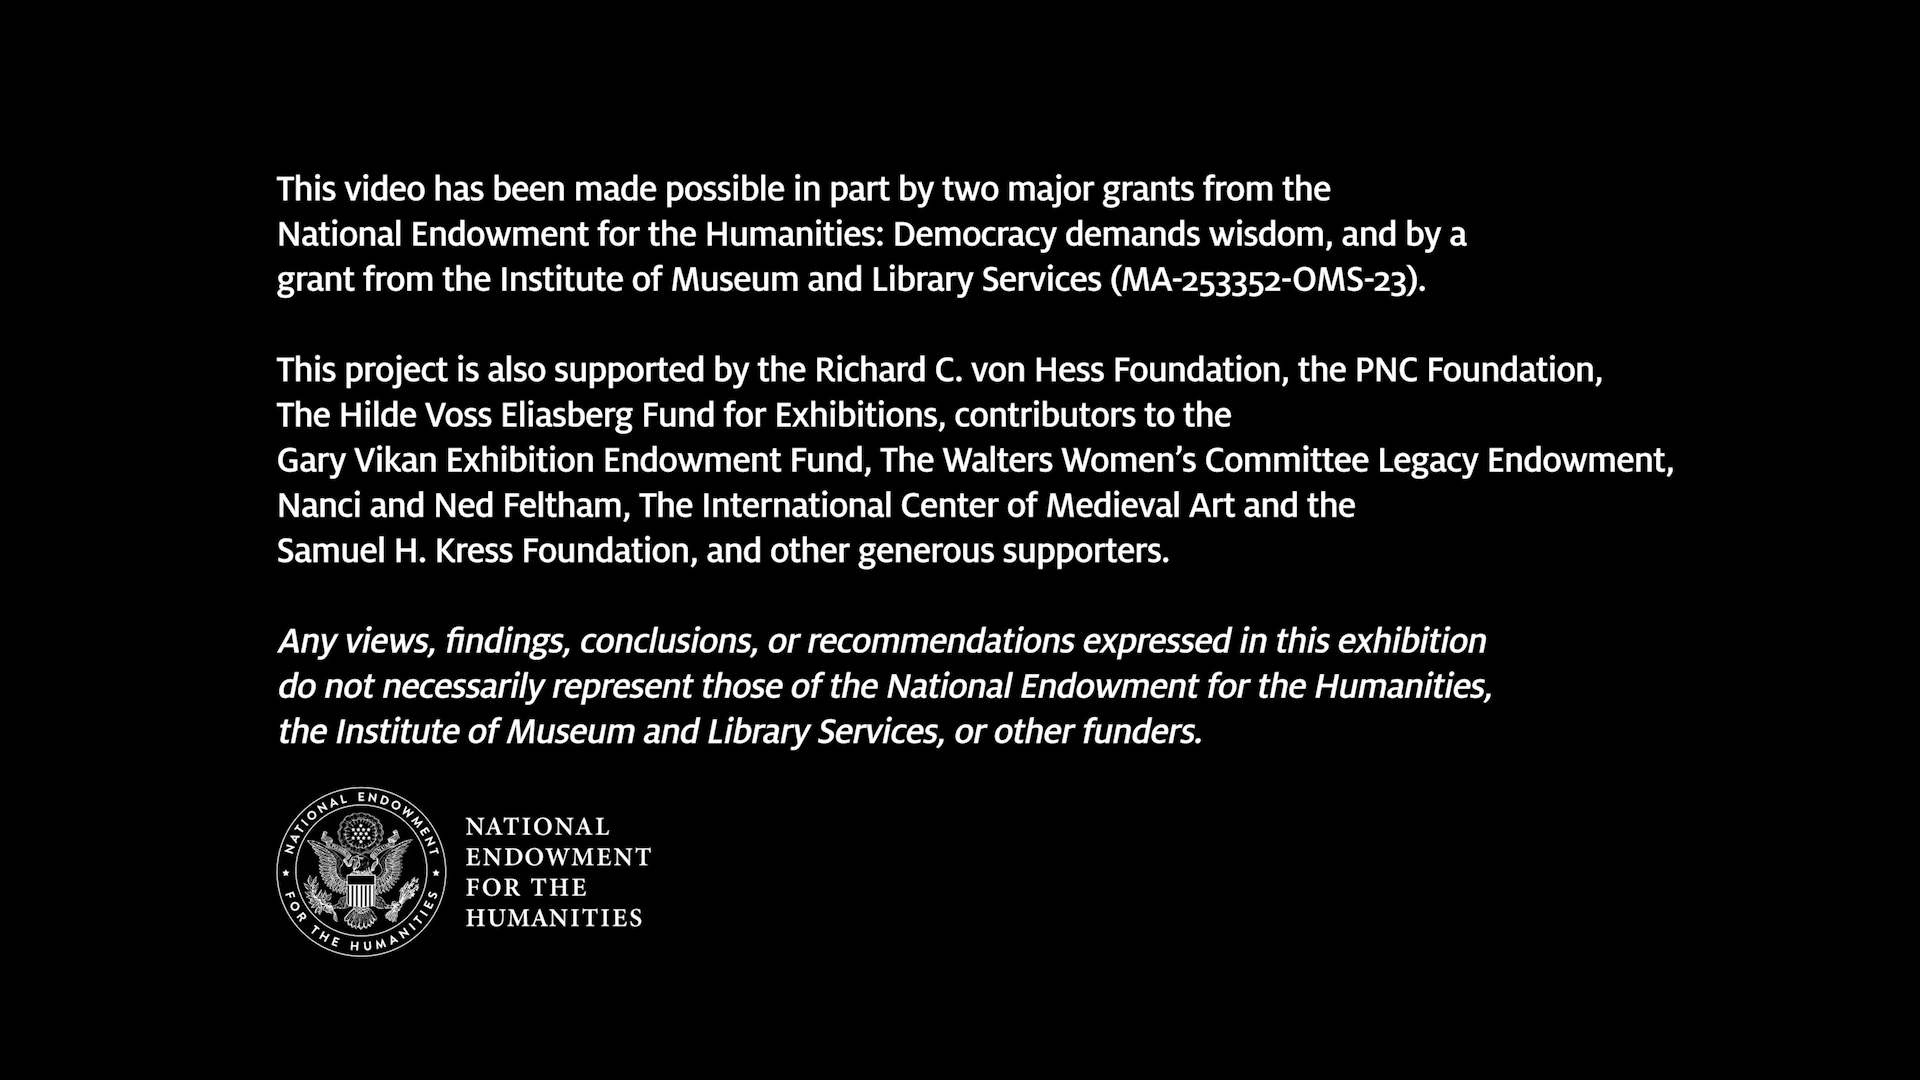 This video has been made possible in part by two major grants from the
National Endowment for the Humanities: Democracy demands wisdom, and by a
grant from the Institute of Museum and Library Services (MA-253352-OMS-23).
This project is also supported by the Richard C. von Hess Foundation, the PNC Foundation,
The Hilde Voss Eliasberg Fund for Exhibitions, contributors to the
Gary Vikan Exhibition Endowment Fund, The Walters Women’s Committee Legacy Endowment,
Nanci and Ned Feltham, The International Center of Medieval Art and the
Samuel H. Kress Foundation, and other generous supporters.
Any views, findings, conclusions, or recommendations expressed in this exhibition
do not necessarily represent those of the National Endowment for the Humanities,
the Institute of Museum and Library Services, or other funders.
NATIONAL ENDOWMENT
FOR THE HUMANITIES
NATIONAL
ENDOWMENT
FOR THE
HUMANITIES